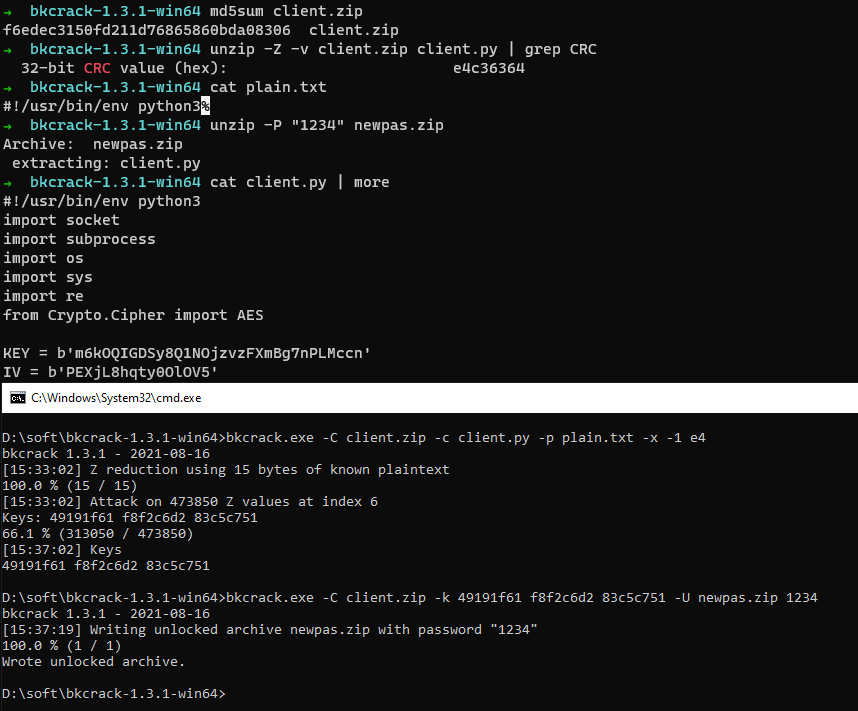 → bkcrack-1.3.1-win64 md5sum client.zip
f6edec3150fd211d76865860bda08306  client.zip
→ bkcrack-1.3.1-win64 unzip -Z -v client.zip client.py | grep CRC
32-bit CRC value (hex): e4c36364
→ bkcrack-1.3.1-win64 cat plain.txt
#!/usr/bin/env python3%
→ bkcrack-1.3.1-win64 unzip -P "1234" newpas.zip
Archive:  newpas.zip
extracting: client.py
→ bkcrack-1.3.1-win64 cat client.py | more
#!/usr/bin/env python3
import socket
import subprocess
import os
import sys
import re
from Crypto.Cipher import AES
KEY = b'm6kOQIGDSy8Q1NOjzvzFXmBg7nPLMccn'
IV = b'PEXjL8hqty0OlOV5'
C:\Windows\System32\cmd.exe
D:\soft\bkcrack-1.3.1-win64>bkcrack.exe -C client.zip -c client.py -p plain.txt -x -1 e4
bkcrack 1.3.1 - 2021-08-16
[15:33:02] Z reduction using 15 bytes of known plaintext
100.0 % (15 / 15)
[15:33:02] Attack on 473850 Z values at index 6
Keys: 49191f61 f8f2c6d2 83c5c751
66.1 % (313050 / 473850)
[15:37:02] Keys
49191f61 f8f2c6d2 83c5c751
D:\soft\bkcrack-1.3.1-win64>bkcrack.exe -C client.zip -k 49191f61 f8f2c6d2 83c5c751 -U newpas.zip 1234
bkcrack 1.3.1 - 2021-08-16
[15:37:19] Writing unlocked archive newpas.zip with password "1234"
100.0 % (1 / 1)
Wrote unlocked archive.
D:\soft\bkcrack-1.3.1-win64>